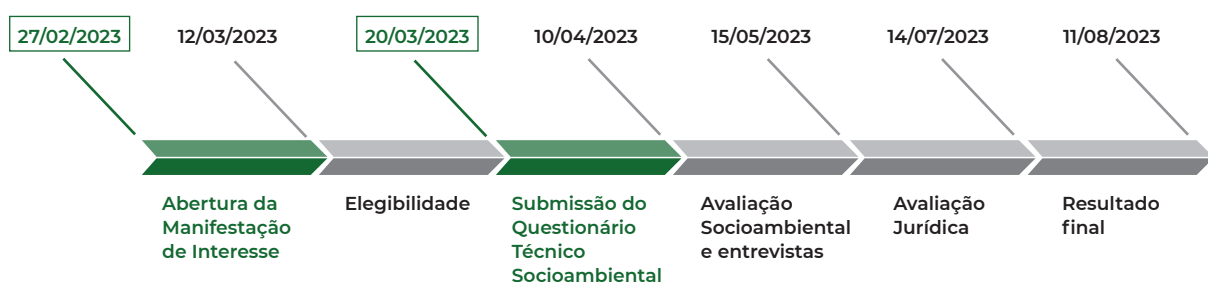 27/02/2023
12/03/2023
20/03/2023
10/04/2023
15/05/2023
14/07/2023
11/08/2023
Abertura da
Manifestação
de Interesse
Elegibilidade
Submissão do
Questionário
Técnico
Socioambiental
Avaliação
Socioambiental
e entrevistas
Avaliação
Jurídica
Resultado
final